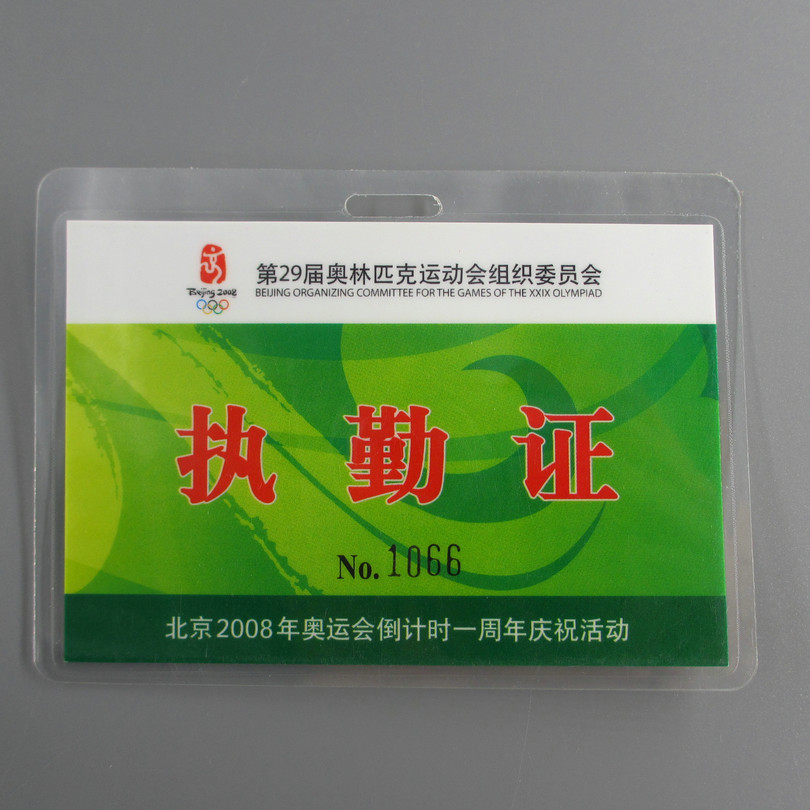 Beijing 2008
第29届奥林匹克运动会组织委员会
BEIJING ORGANIZING COMMITTEE FOR THE GAMES OF THE XXIX OLYMPIAD
执勤证
No. 1066
北京2008年奥运会倒计时一周年庆祝活动